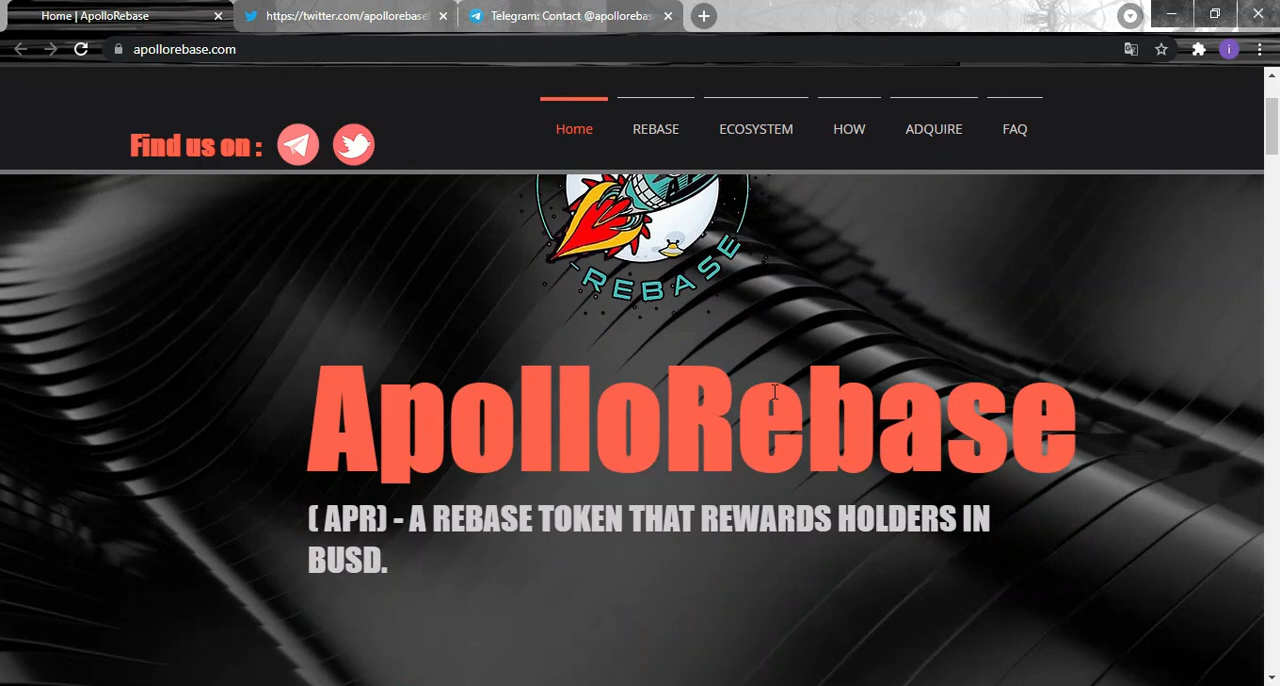 Home | ApolloRebase
https://twitter.com/apollorebase
Telegram: Contact @apollorebas
apollorebase.com
i
Find us on :
Home
REBASE
ECOSYSTEM
HOW
ADQUIRE
FAQ
REBASE
ApolloRebase
( APR) - A REBASE TOKEN THAT REWARDS HOLDERS IN
BUSD.